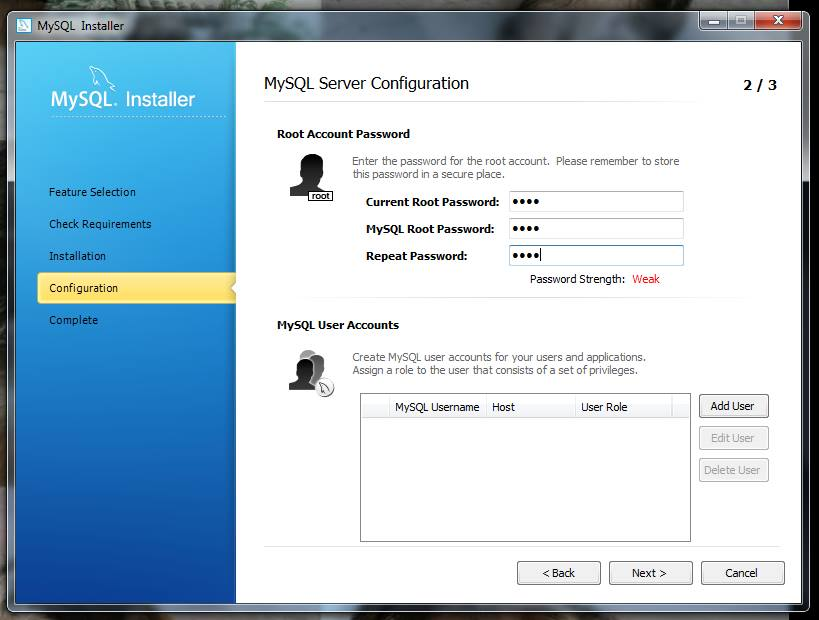 MySQL Installer
MySQL Installer
Feature Selection
Check Requirements
Installation
Configuration
Complete
MySQL Server Configuration
2 / 3
Root Account Password
Enter the password for the root account. Please remember to store
this password in a secure place.
root
Current Root Password: ●●●●
MySQL Root Password: ●●●●
Repeat Password: ●●●●
Password Strength: Weak
MySQL User Accounts
Create MySQL user accounts for your users and applications.
Assign a role to the user that consists of a set of privileges.
MySQL Username Host User Role
Add User
Edit User
Delete User
< Back Next > Cancel